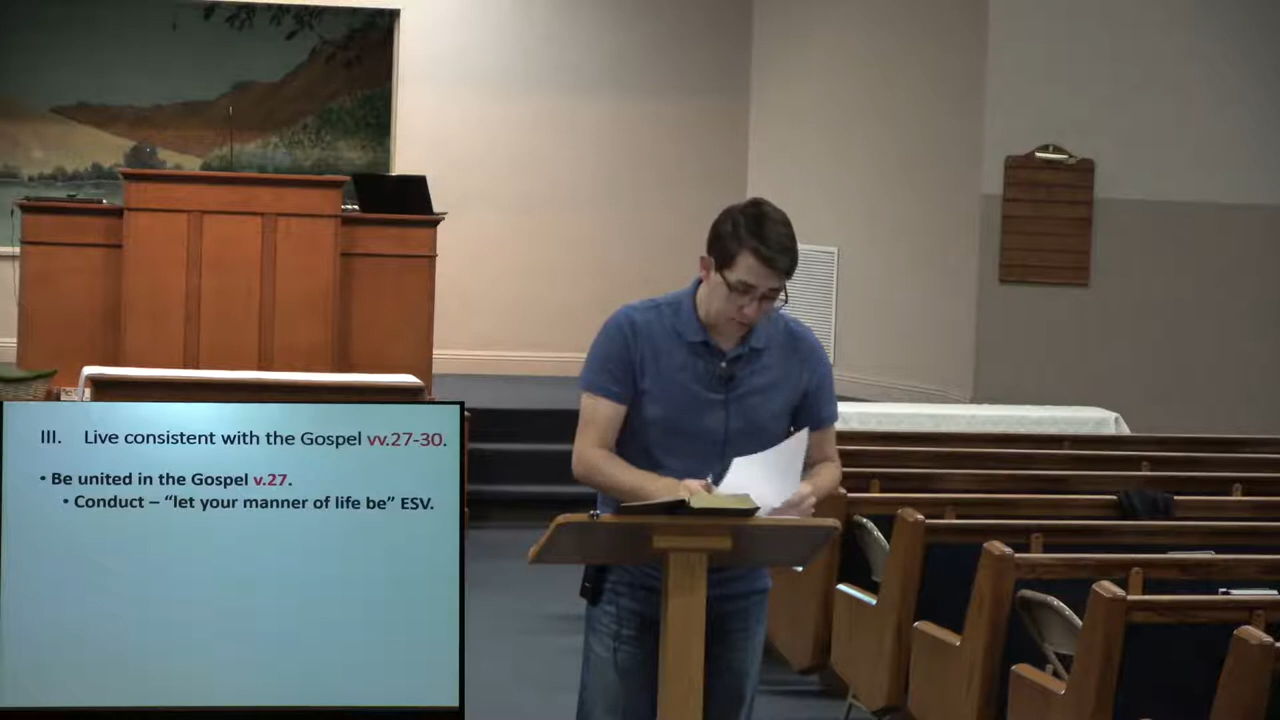 III. Live consistent with the Gospel vv.27-30.
• Be united in the Gospel v.27.
• Conduct – “let your manner of life be” ESV.